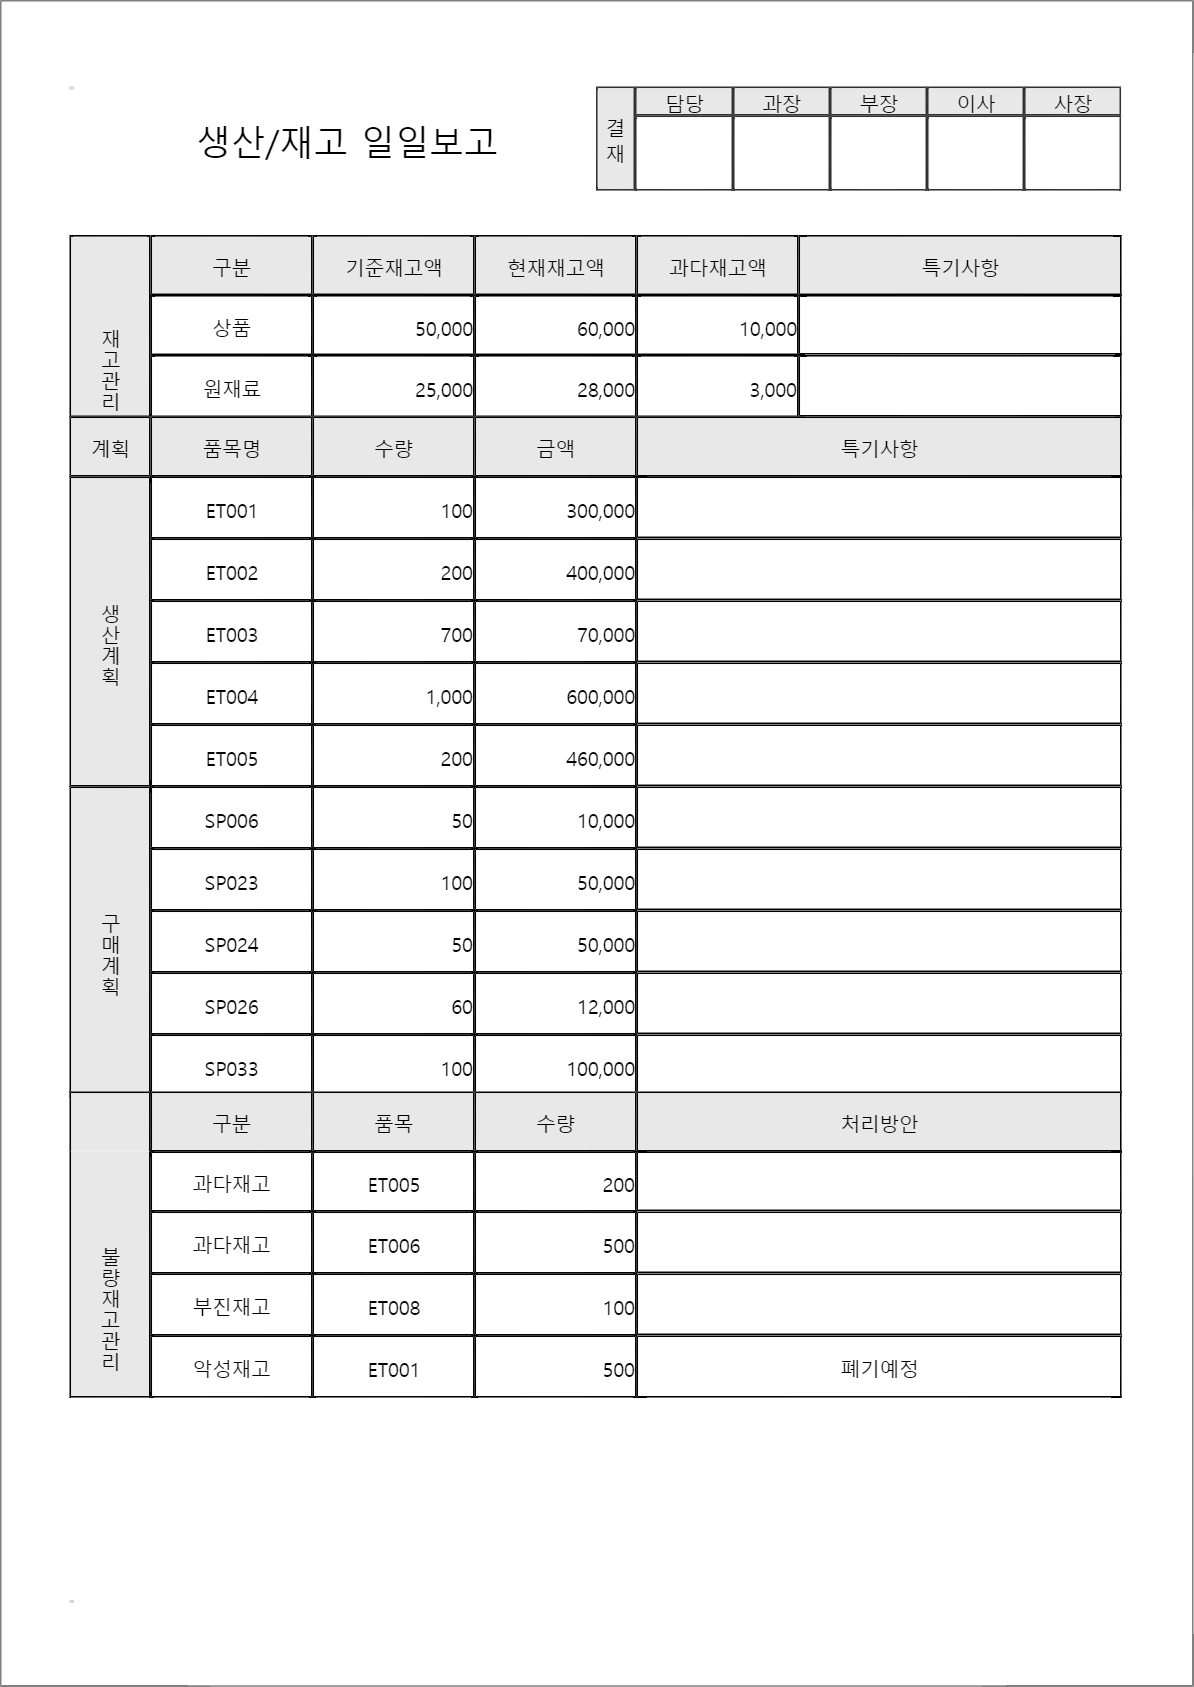 생산/재고 일일보고
결재 담당 과장 부장 이사 사장
재고관리 구분 기준재고액 현재재고액 과다재고액 특기사항
상품 50,000 60,000 10,000
원재료 25,000 28,000 3,000
계획 품목명 수량 금액 특기사항
생산계획
ET001 100 300,000
ET002 200 400,000
ET003 700 70,000
ET004 1,000 600,000
ET005 200 460,000
구매계획
SP006 50 10,000
SP023 100 50,000
SP024 50 50,000
SP026 60 12,000
SP033 100 100,000
불량재고관리 구분 품목 수량 처리방안
과다재고 ET005 200
과다재고 ET006 500
부진재고 ET008 100
악성재고 ET001 500 폐기예정